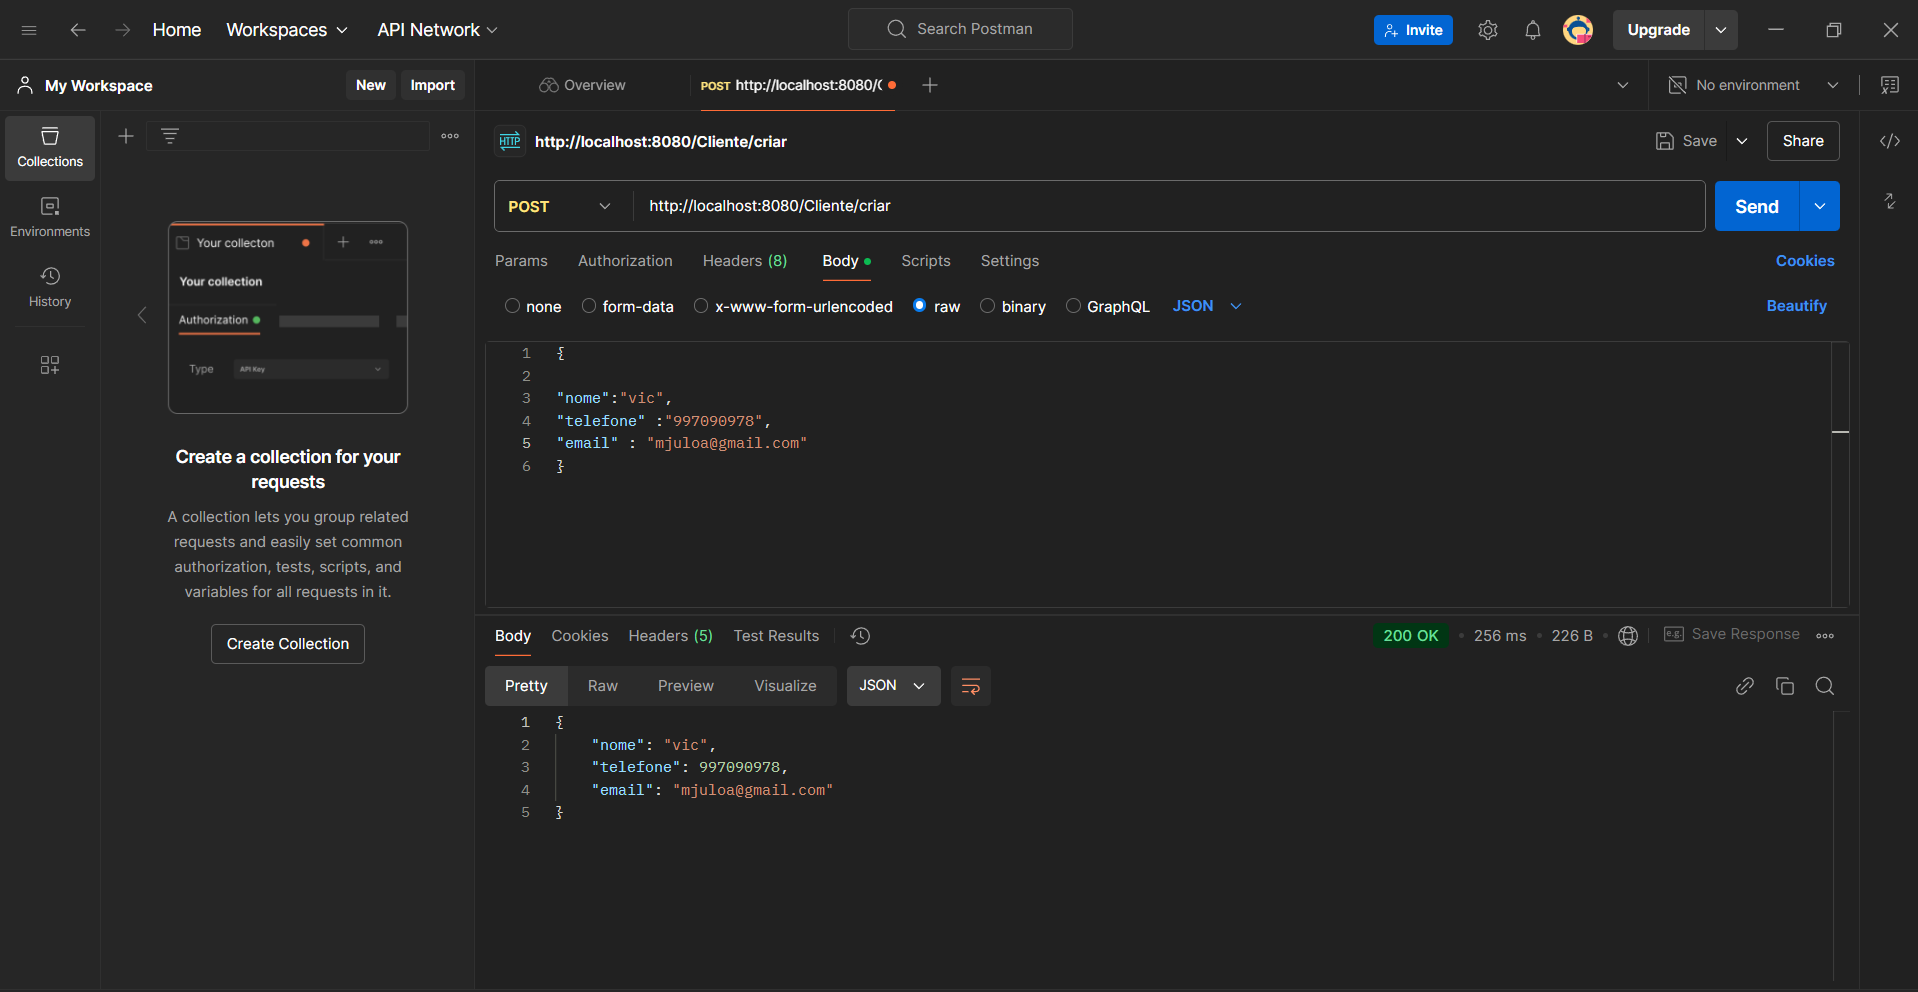 Home Workspaces API Network Search Postman Invite Upgrade
My Workspace New Import Overview POST http://localhost:8080/C No environment
Collections
Environments
History
Your collecton
Your collection
Authorization
Type API Key
Create a collection for your
requests
A collection lets you group related
requests and easily set common
authorization, tests, scripts, and
variables for all requests in it.
Create Collection
HTTP http://localhost:8080/Cliente/criar Save Share
POST http://localhost:8080/Cliente/criar Send
Params Authorization Headers (8) Body Scripts Settings Cookies
none form-data x-www-form-urlencoded raw binary GraphQL JSON Beautify
1 {
2
3 "nome":"vic",
4 "telefone" :"997090978",
5 "email" : "mjuloa@gmail.com"
6 }
Body Cookies Headers (5) Test Results 200 OK 256 ms 226 B e.g. Save Response
Pretty Raw Preview Visualize JSON
1 {
2 "nome": "vic",
3 "telefone": 997090978,
4 "email": "mjuloa@gmail.com"
5 }